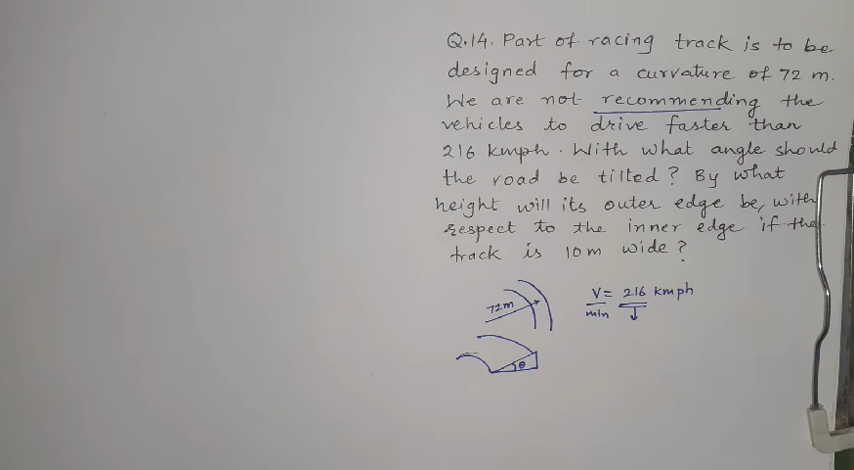 Q.14. Part of racing track is to be
designed for a curvature of 72 m.
We are not recommending the
vehicles to drive faster than
216 kmph. With what angle should
the road be tilted? By what
height will its outer edge be, with
respect to the inner edge if the
track is 10m wide?
72m
V = 216 kmph
min
θ